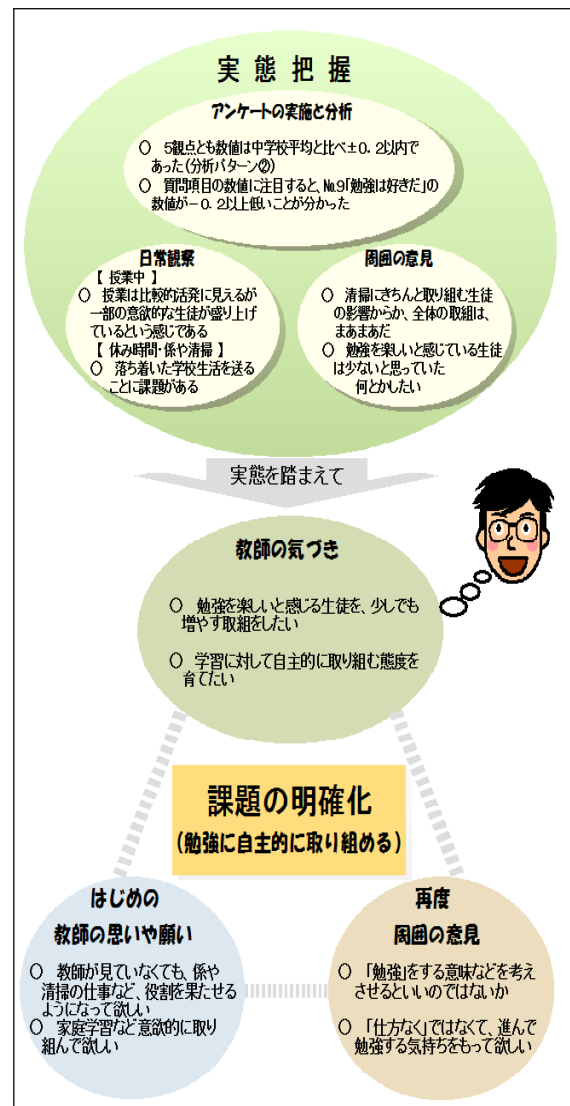 実態把握
アンケートの実施と分析
○ 5観点とも数値は中学校平均と比べ±0.2以内で
あった(分析パターン②)
○ 質問項目の数値に注目すると、№9「勉強は好きだ」の
数値が-0.2以上低いことが分かった
日常観察
【 授業中 】
○ 授業は比較的活発に見えるが
一部の意欲的な生徒が盛り上げ
ているという感じである
【 休み時間・係や清掃 】
○ 落ち着いた学校生活を送る
ことに課題がある
周囲の意見
○ 清掃にきちんと取り組む生徒
の影響からか、全体の取組は、
まあまあだ
○ 勉強を楽しいと感じている生徒
は少ないと思っていた
何とかしたい
実態を踏まえて
教師の気づき
○ 勉強を楽しいと感じる生徒を、少しでも
増やす取組をしたい
○ 学習に対して自主的に取り組む態度を
育てたい
課題の明確化
(勉強に自主的に取り組める)
はじめの
教師の思いや願い
○ 教師が見ていなくても、係や
清掃の仕事など、役割を果たせる
ようになって欲しい
○ 家庭学習など意欲的に取り
組んで欲しい
再度
周囲の意見
○ 「勉強」をする意味などを考え
させるといいのではないか
○ 「仕方なく」ではなくて、進んで
勉強する気持ちをもって欲しい